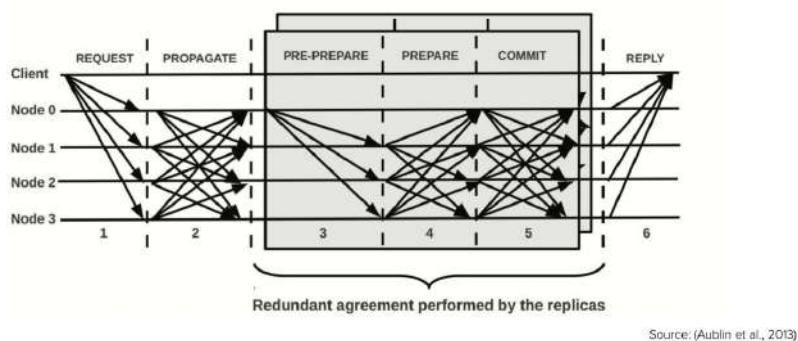 REQUEST PROPAGATE PRE-PREPARE PREPARE COMMIT REPLY
Client
Node 0
Node 1
Node 2
Node 3
1 2 3 4 5 6
Redundant agreement performed by the replicas
Source: (Aublin et al., 2013)